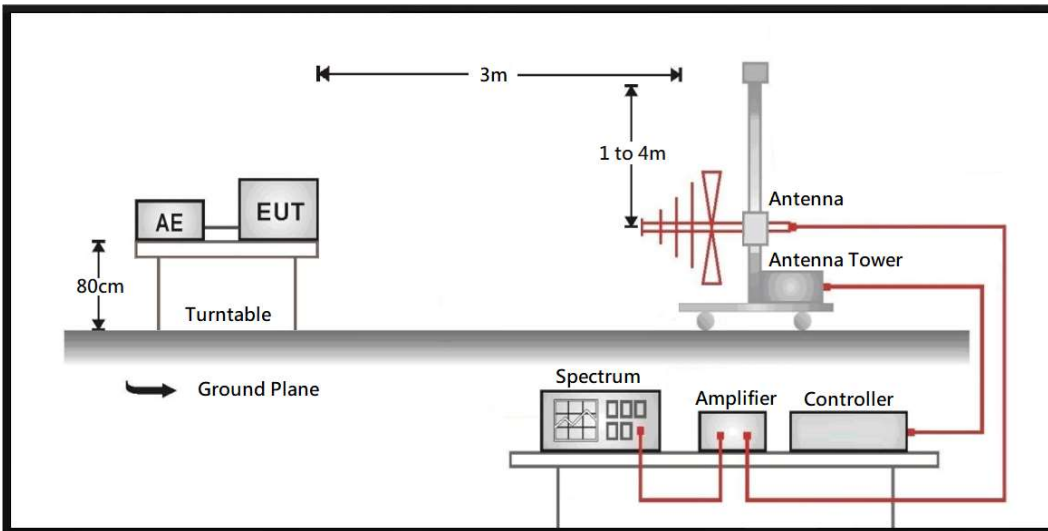 3m
1 to 4m
AE
EUT
Antenna
Antenna Tower
80cm
Turntable
Ground Plane
Spectrum
Amplifier
Controller